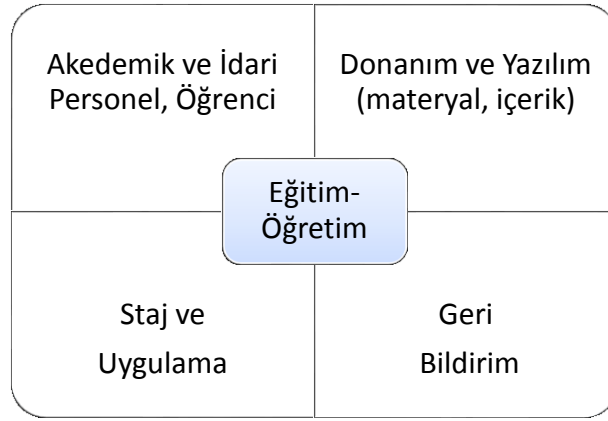 Akedemik ve İdari
Personel, Öğrenci
Donanım ve Yazılım
(materyal, içerik)
Eğitim-
Öğretim
Staj ve
Uygulama
Geri
Bildirim